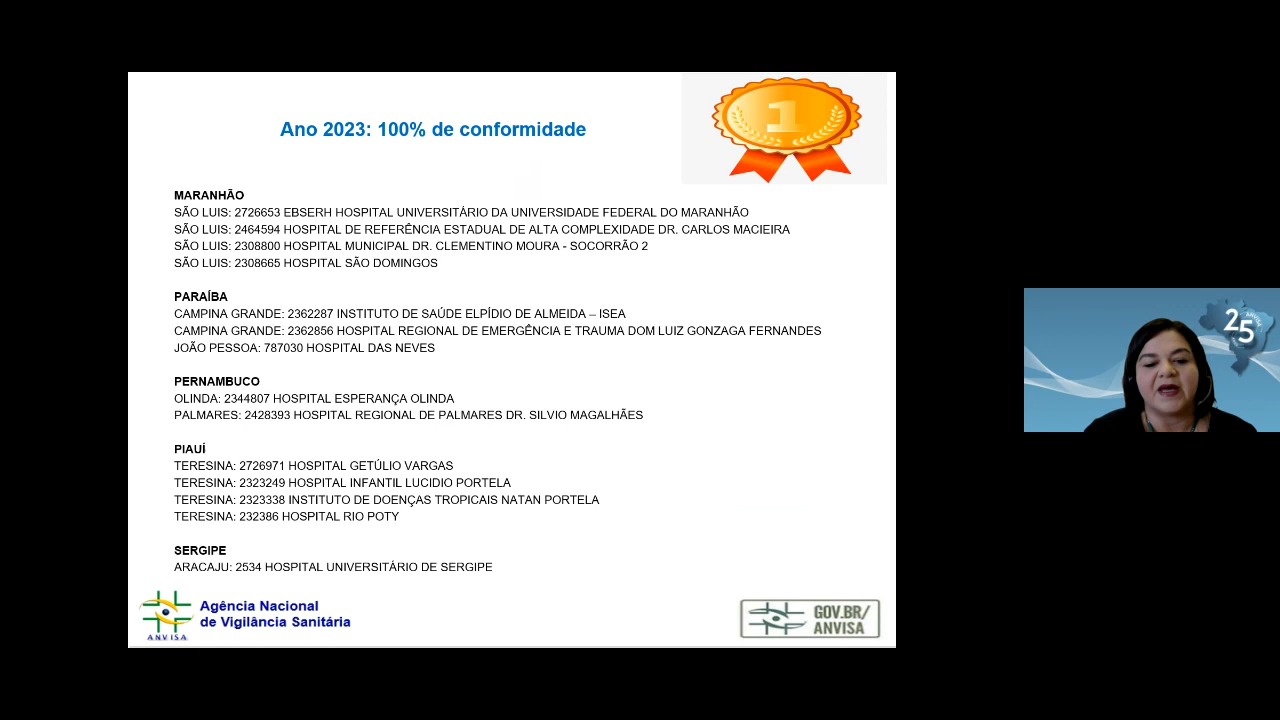 Ano 2023: 100% de conformidade
1
MARANHÃO
SÃO LUIS: 2726653 EBSERH HOSPITAL UNIVERSITÁRIO DA UNIVERSIDADE FEDERAL DO MARANHÃO
SÃO LUIS: 2464594 HOSPITAL DE REFERÊNCIA ESTADUAL DE ALTA COMPLEXIDADE DR. CARLOS MACIEIRA
SÃO LUIS: 2308800 HOSPITAL MUNICIPAL DR. CLEMENTINO MOURA - SOCORRÃO 2
SÃO LUIS: 2308665 HOSPITAL SÃO DOMINGOS
PARAÍBA
CAMPINA GRANDE: 2362287 INSTITUTO DE SAÚDE ELPÍDIO DE ALMEIDA – ISEA
CAMPINA GRANDE: 2362856 HOSPITAL REGIONAL DE EMERGÊNCIA E TRAUMA DOM LUIZ GONZAGA FERNANDES
JOÃO PESSOA: 787030 HOSPITAL DAS NEVES
PERNAMBUCO
OLINDA: 2344807 HOSPITAL ESPERANÇA OLINDA
PALMARES: 2428393 HOSPITAL REGIONAL DE PALMARES DR. SILVIO MAGALHÃES
PIAUÍ
TERESINA: 2726971 HOSPITAL GETÚLIO VARGAS
TERESINA: 2323249 HOSPITAL INFANTIL LUCIDIO PORTELA
TERESINA: 2323338 INSTITUTO DE DOENÇAS TROPICAIS NATAN PORTELA
TERESINA: 232386 HOSPITAL RIO POTY
SERGIPE
ARACAJU: 2534 HOSPITAL UNIVERSITÁRIO DE SERGIPE
ANVISA
Agência Nacional
de Vigilância Sanitária
GOV.BR/
ANVISA
25
ANVISA